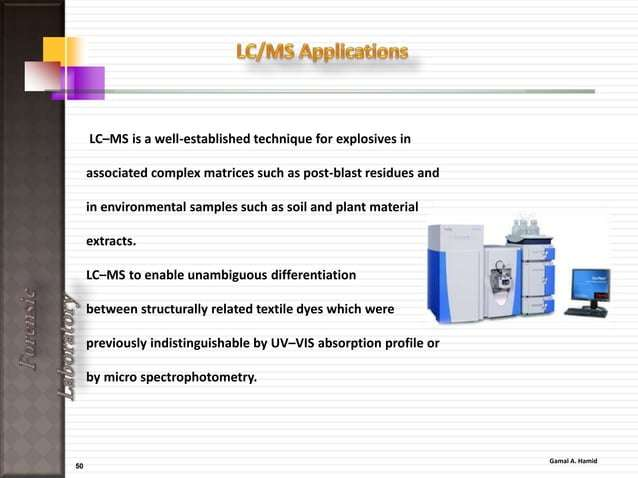 LC/MS Applications
LC–MS is a well-established technique for explosives in
associated complex matrices such as post-blast residues and
in environmental samples such as soil and plant material
extracts.
LC–MS to enable unambiguous differentiation
between structurally related textile dyes which were
previously indistinguishable by UV–VIS absorption profile or
by micro spectrophotometry.
Forensic
Laboratory
50
Gamal A. Hamid